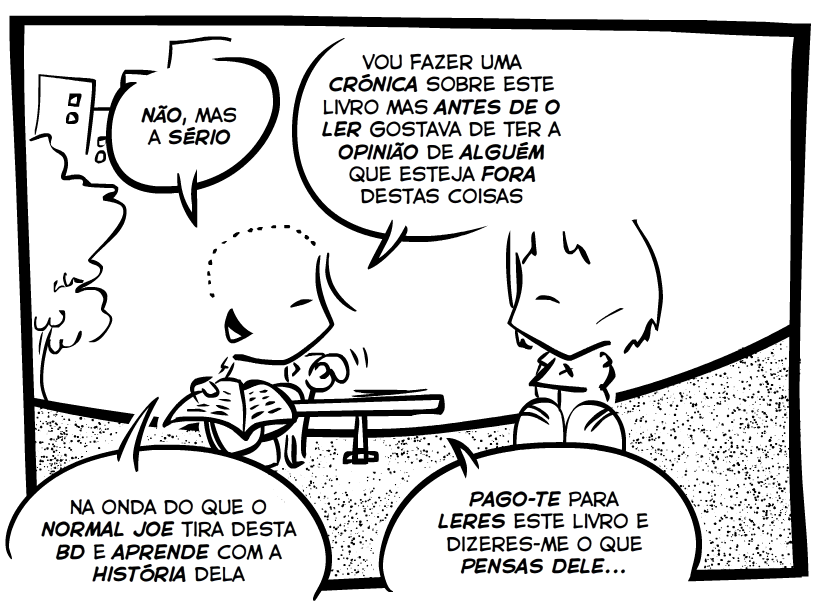 NÃO, MAS
A SÉRIO
VOU FAZER UMA
CRÓNICA SOBRE ESTE
LIVRO MAS ANTES DE O
LER GOSTAVA DE TER A
OPINIÃO DE ALGUÉM
QUE ESTEJA FORA
DESTAS COISAS
NA ONDA DO QUE O
NORMAL JOE TIRA DESTA
BD E APRENDE COM A
HISTÓRIA DELA
PAGO-TE PARA
LERES ESTE LIVRO E
DIZERES-ME O QUE
PENSAS DELE...